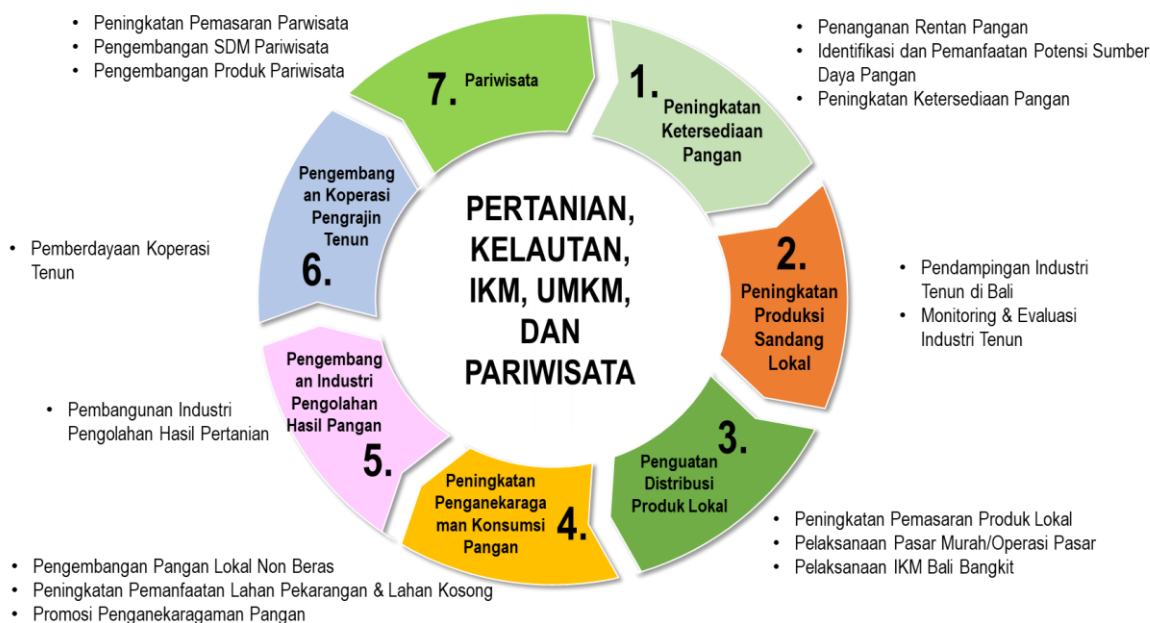 PERTANIAN,
KELAUTAN,
IKM, UMKM,
DAN
PARIWISATA
1.
Peningkatan
Ketersediaan
Pangan
• Penanganan Rentan Pangan
• Identifikasi dan Pemanfaatan Potensi Sumber
Daya Pangan
• Peningkatan Ketersediaan Pangan
2.
Peningkatan
Produksi
Sandang
Lokal
• Pendampingan Industri
Tenun di Bali
• Monitoring & Evaluasi
Industri Tenun
3.
Penguatan
Distribusi
Produk Lokal
• Peningkatan Pemasaran Produk Lokal
• Pelaksanaan Pasar Murah/Operasi Pasar
• Pelaksanaan IKM Bali Bangkit
4.
Peningkatan
Penganekaraga
man Konsumsi
Pangan
• Pengembangan Pangan Lokal Non Beras
• Peningkatan Pemanfaatan Lahan Pekarangan & Lahan Kosong
• Promosi Penganekaragaman Pangan
5.
Pengembang
an Industri
Pengolahan
Hasil Pangan
• Pembangunan Industri
Pengolahan Hasil Pertanian
6.
Pengembang
an Koperasi
Pengrajin
Tenun
• Pemberdayaan Koperasi
Tenun
7.
Pariwisata
• Peningkatan Pemasaran Parwisata
• Pengembangan SDM Pariwisata
• Pengembangan Produk Pariwisata